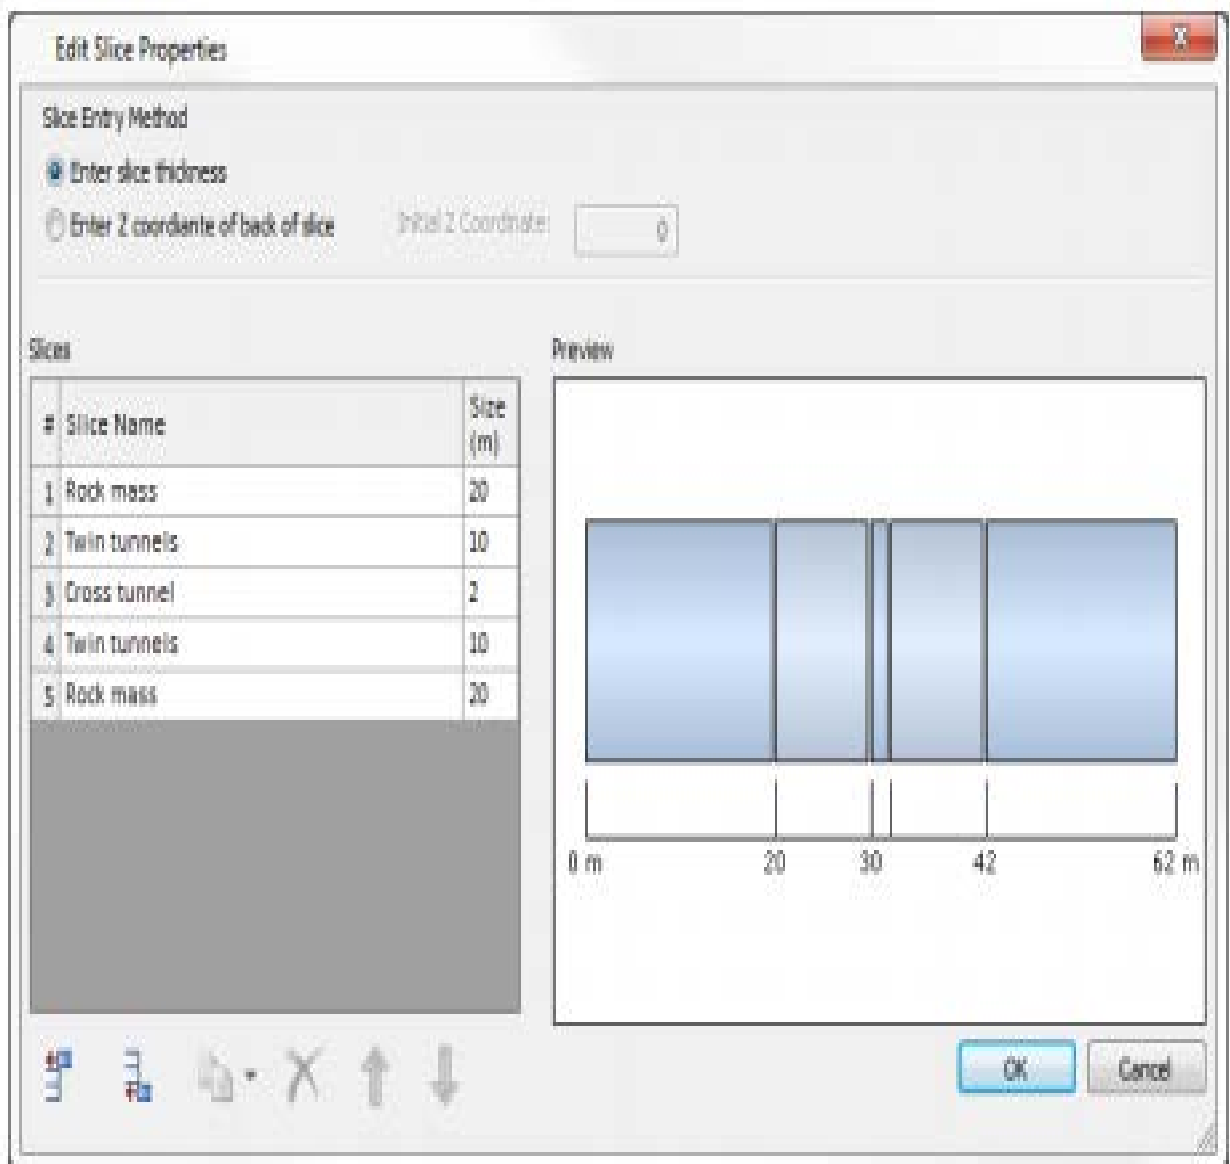 Edit Slice Properties
X
Slice Entry Method
Enter slice thickness
Enter Z coordiante of back of slice Initial Z Coordinate: 0
Slices
# Slice Name Size (m)
1 Rock mass 20
2 Twin tunnels 10
3 Cross tunnel 2
4 Twin tunnels 10
5 Rock mass 20
Preview
0 m 20 30 42 62 m
OK Cancel